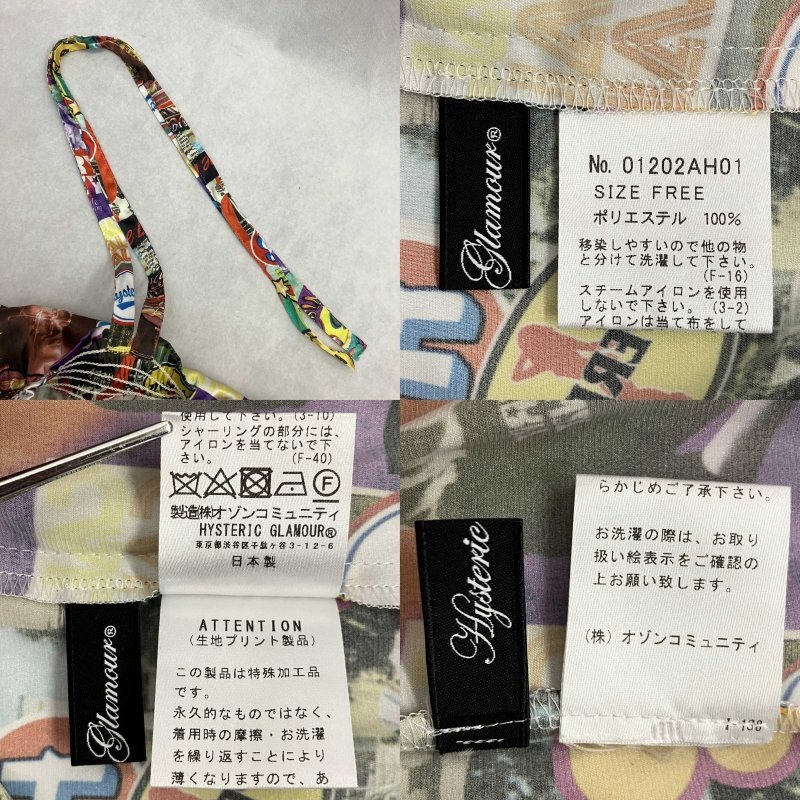 Glamour®
No. 01202AH01
SIZE FREE
ポリエステル 100%
移染しやすいので他の物
と分けて洗濯して下さい。
(F-16)
スチームアイロンを使用
しないで下さい。(3-2)
アイロンは当て布をして
ERI
使用して下さい。(3-10)
シャーリングの部分には、
アイロンを当てないで下
さい。 (F-40)
F
製造㈱オゾンコミュニティ
HYSTERIC GLAMOUR®
東京都渋谷区千駄ヶ谷3-12-6
日本製
Glamour®
ATTENTION
(生地プリント製品)
この製品は特殊加工品
です。
永久的なものではなく、
着用時の摩擦・お洗濯
を繰り返すことにより
薄くなりますので、あ
Hysteric
らかじめご了承下さい。
お洗濯の際は、お取り
扱い絵表示をご確認の
上お願い致します。
(株) オゾンコミュニティ
I-138